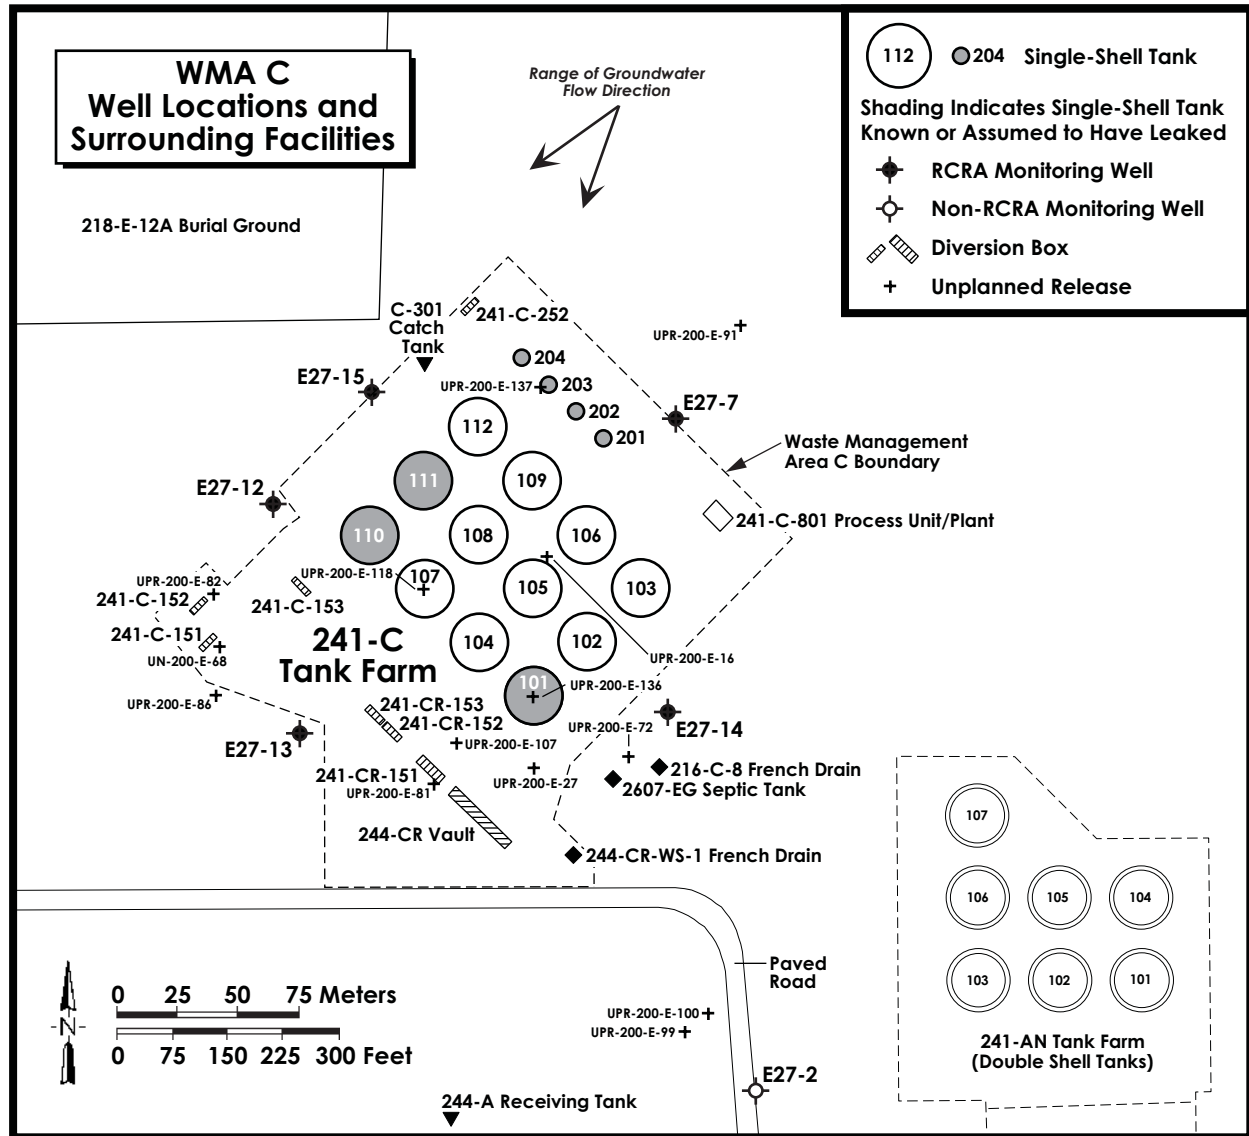 WMA C
Well Locations and
Surrounding Facilities
Range of Groundwater
Flow Direction
112
204 Single-Shell Tank
Shading Indicates Single-Shell Tank
Known or Assumed to Have Leaked
RCRA Monitoring Well
Non-RCRA Monitoring Well
Diversion Box
Unplanned Release
218-E-12A Burial Ground
C-301
Catch
Tank
241-C-252
UPR-200-E-91
204
E27-15
UPR-200-E-137
203
E27-7
202
112
201
Waste Management
Area C Boundary
111
109
E27-12
241-C-801 Process Unit/Plant
110
108
106
UPR-200-E-118
107
105
103
UPR-200-E-82
241-C-152
241-C-153
241-C-151
UN-200-E-68
241-C
Tank Farm
104
102
UPR-200-E-16
101
UPR-200-E-136
UPR-200-E-86
241-CR-153
241-CR-152
UPR-200-E-72
E27-14
E27-13
UPR-200-E-107
241-CR-151
UPR-200-E-81
UPR-200-E-27
216-C-8 French Drain
2607-EG Septic Tank
244-CR Vault
244-CR-WS-1 French Drain
107
106
105
104
103
102
101
241-AN Tank Farm
(Double Shell Tanks)
Paved
Road
N
0 25 50 75 Meters
0 75 150 225 300 Feet
UPR-200-E-100
UPR-200-E-99
E27-2
244-A Receiving Tank